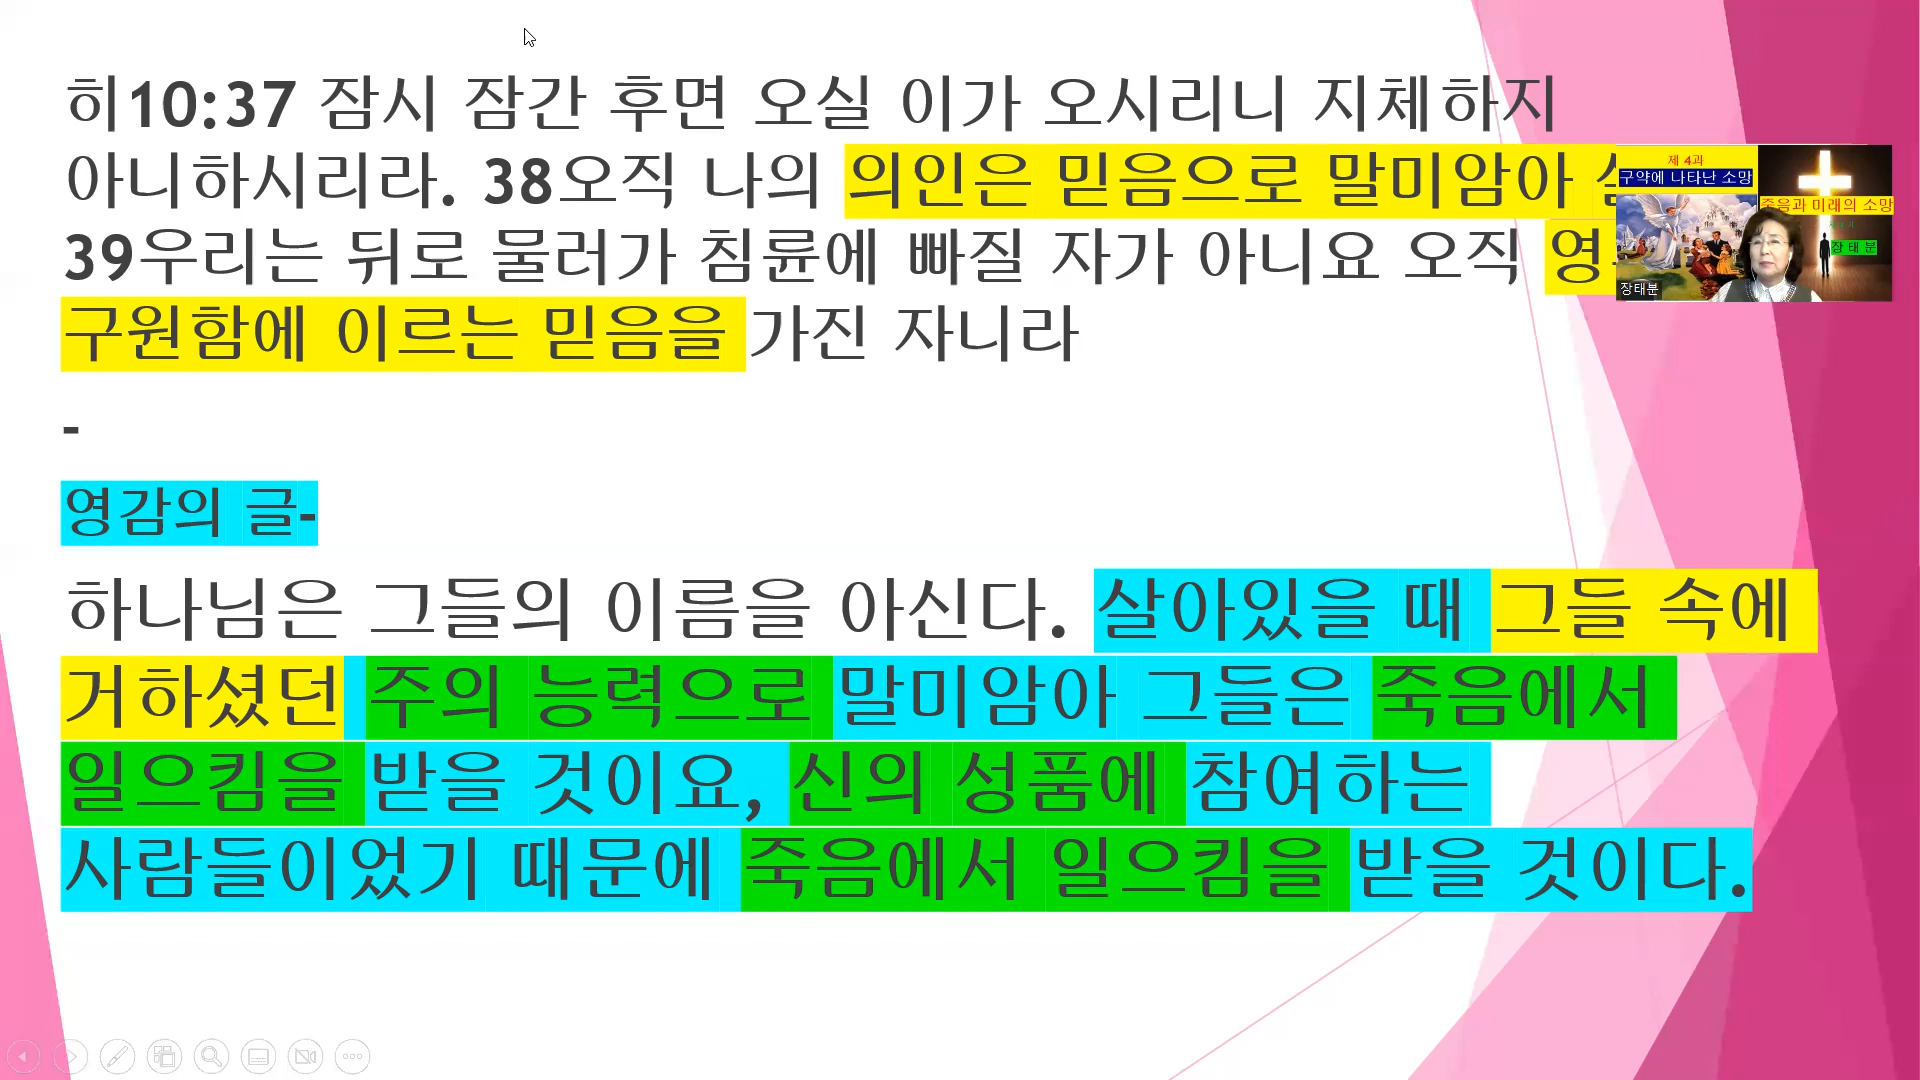 히10:37 잠시 잠간 후면 오실 이가 오시리니 지체하지
아니하시리라. 38오직 나의 의인은 믿음으로 말미암아
39우리는 뒤로 물러가 침륜에 빠질 자가 아니요 오직
구원함에 이르는 믿음을 가진 자니라
-
영감의 글-
하나님은 그들의 이름을 아신다. 살아있을 때 그들 속에
거하셨던 주의 능력으로 말미암아 그들은 죽음에서
일으킴을 받을 것이요, 신의 성품에 참여하는
사람들이었기 때문에 죽음에서 일으킴을 받을 것이다.
제 4과
구약에 나타난 소망
죽음과 미래의 소망
장 태 분
장태분